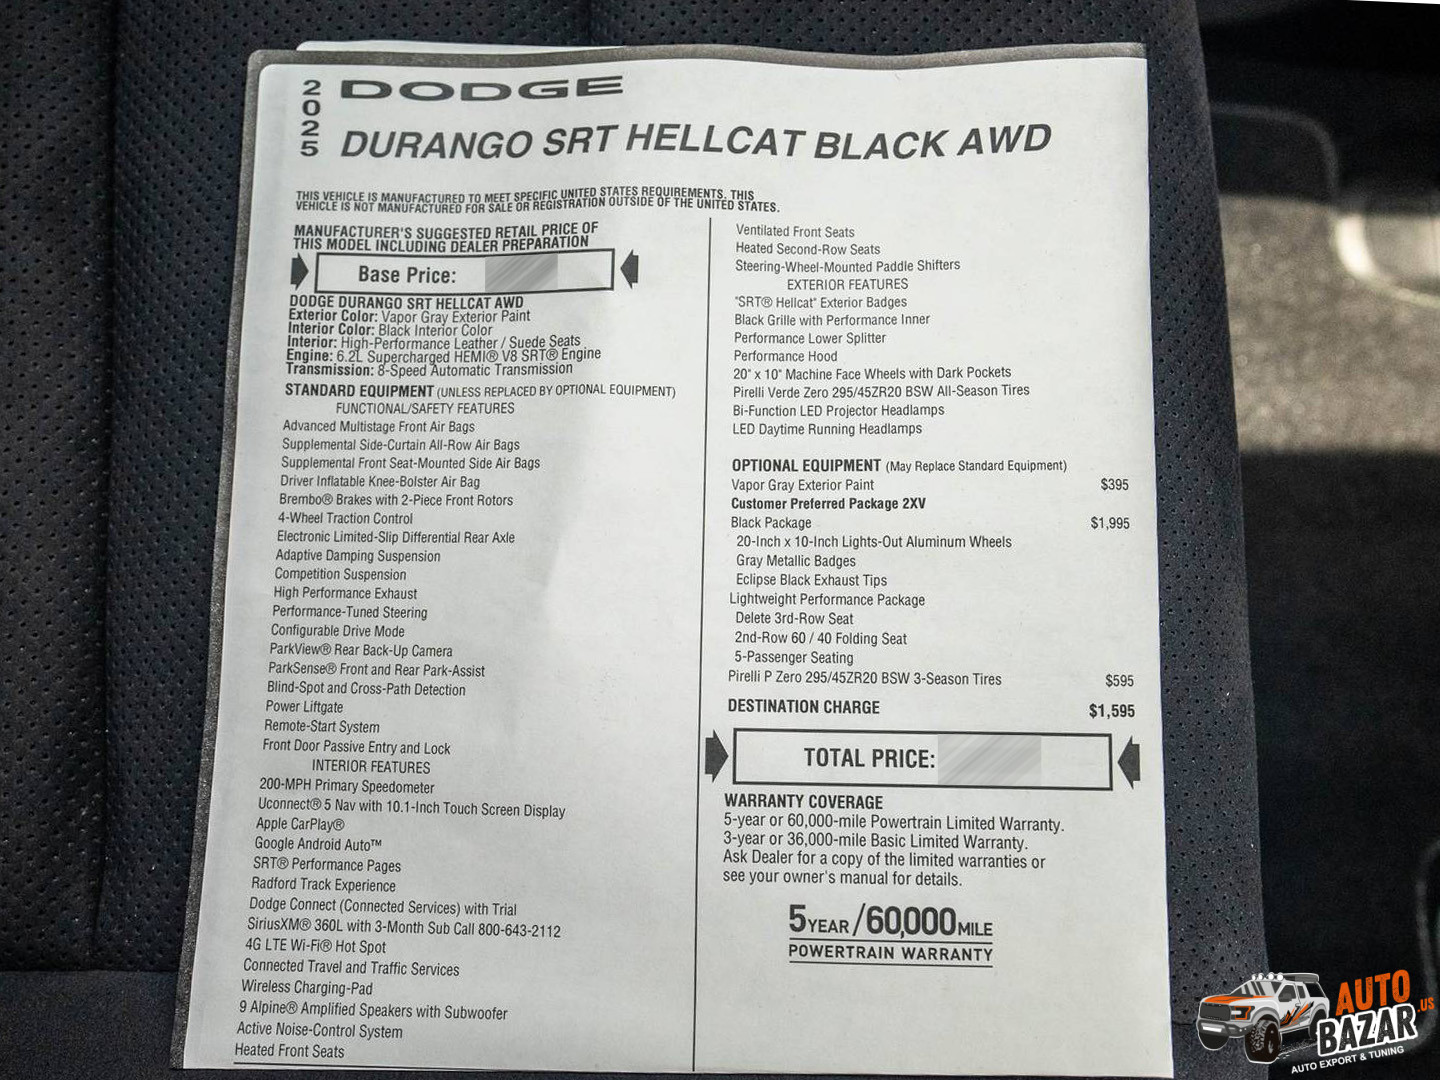 2025
DODGE
DURANGO SRT HELLCAT BLACK AWD
THIS VEHICLE IS MANUFACTURED TO MEET SPECIFIC UNITED STATES REQUIREMENTS. THIS
VEHICLE IS NOT MANUFACTURED FOR SALE OR REGISTRATION OUTSIDE OF THE UNITED STATES.
MANUFACTURER'S SUGGESTED RETAIL PRICE OF
THIS MODEL INCLUDING DEALER PREPARATION
Base Price:
DODGE DURANGO SRT HELLCAT AWD
Exterior Color: Vapor Gray Exterior Paint
Interior Color: Black Interior Color
Interior: High-Performance Leather / Suede Seats
Engine: 6.2L Supercharged HEMI® V8 SRT® Engine
Transmission: 8-Speed Automatic Transmission
STANDARD EQUIPMENT (UNLESS REPLACED BY OPTIONAL EQUIPMENT)
FUNCTIONAL/SAFETY FEATURES
Advanced Multistage Front Air Bags
Supplemental Side-Curtain All-Row Air Bags
Supplemental Front Seat-Mounted Side Air Bags
Driver Inflatable Knee-Bolster Air Bag
Brembo® Brakes with 2-Piece Front Rotors
4-Wheel Traction Control
Electronic Limited-Slip Differential Rear Axle
Adaptive Damping Suspension
Competition Suspension
High Performance Exhaust
Performance-Tuned Steering
Configurable Drive Mode
ParkView® Rear Back-Up Camera
ParkSense® Front and Rear Park-Assist
Blind-Spot and Cross-Path Detection
Power Liftgate
Remote-Start System
Front Door Passive Entry and Lock
INTERIOR FEATURES
200-MPH Primary Speedometer
Uconnect® 5 Nav with 10.1-Inch Touch Screen Display
Apple CarPlay®
Google Android Auto™
SRT® Performance Pages
Radford Track Experience
Dodge Connect (Connected Services) with Trial
SiriusXM® 360L with 3-Month Sub Call 800-643-2112
4G LTE Wi-Fi® Hot Spot
Connected Travel and Traffic Services
Wireless Charging-Pad
9 Alpine® Amplified Speakers with Subwoofer
Active Noise-Control System
Heated Front Seats
Ventilated Front Seats
Heated Second-Row Seats
Steering-Wheel-Mounted Paddle Shifters
EXTERIOR FEATURES
"SRT® Hellcat" Exterior Badges
Black Grille with Performance Inner
Performance Lower Splitter
Performance Hood
20" x 10" Machine Face Wheels with Dark Pockets
Pirelli Verde Zero 295/45ZR20 BSW All-Season Tires
Bi-Function LED Projector Headlamps
LED Daytime Running Headlamps
OPTIONAL EQUIPMENT (May Replace Standard Equipment)
Vapor Gray Exterior Paint $395
Customer Preferred Package 2XV
Black Package $1,995
20-Inch x 10-Inch Lights-Out Aluminum Wheels
Gray Metallic Badges
Eclipse Black Exhaust Tips
Lightweight Performance Package
Delete 3rd-Row Seat
2nd-Row 60 / 40 Folding Seat
5-Passenger Seating
Pirelli P Zero 295/45ZR20 BSW 3-Season Tires $595
DESTINATION CHARGE $1,595
TOTAL PRICE:
WARRANTY COVERAGE
5-year or 60,000-mile Powertrain Limited Warranty.
3-year or 36,000-mile Basic Limited Warranty.
Ask Dealer for a copy of the limited warranties or
see your owner's manual for details.
5 YEAR/60,000 MILE
POWERTRAIN WARRANTY
AUTO
BAZAR.US
AUTO EXPORT & TUNING